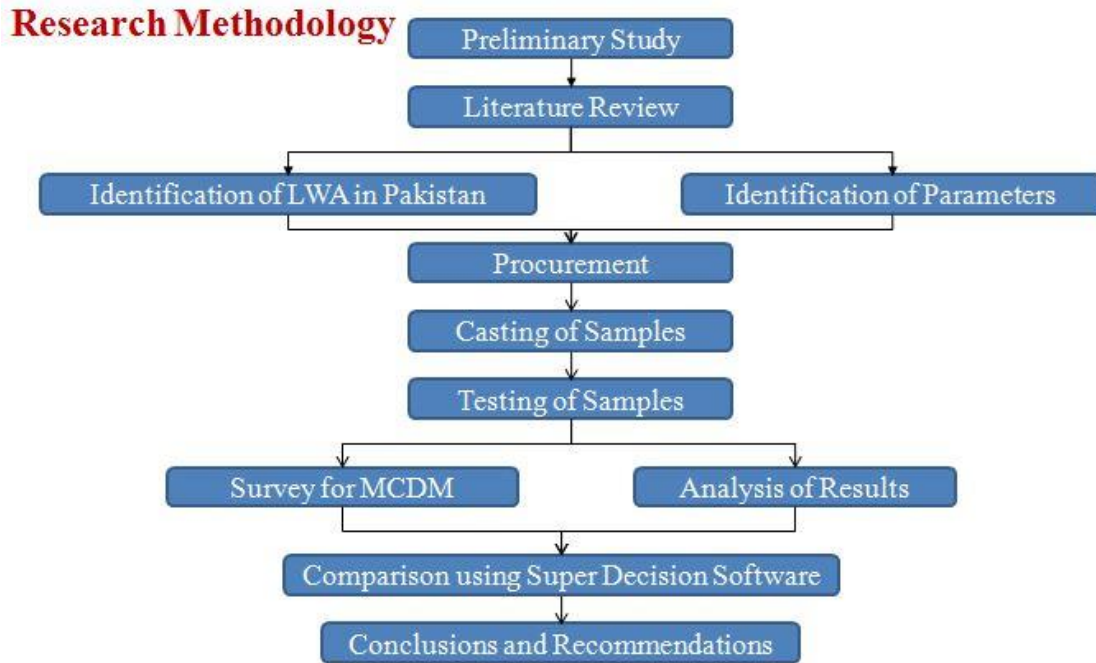 Research Methodology
Preliminary Study
Literature Review
Identification of LWA in Pakistan
Identification of Parameters
Procurement
Casting of Samples
Testing of Samples
Survey for MCDM
Analysis of Results
Comparison using Super Decision Software
Conclusions and Recommendations